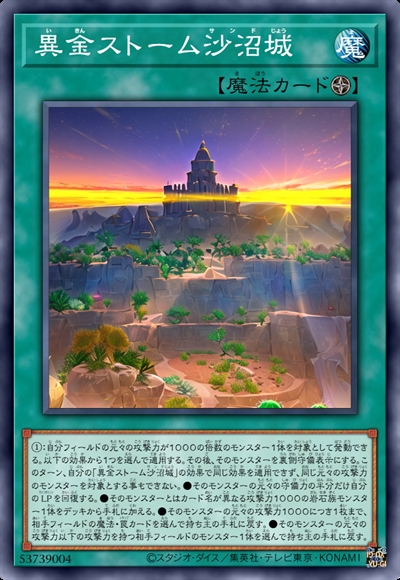 異金ストーム沙沼城
魔
【魔法カード】
①:自分フィールドの元々の攻撃力が1000の倍数のモンスター1体を対象として発動でき
る。以下の効果から1つを選んで適用する。その後、そのモンスターを裏側守備表示にする。こ
のターン、自分の「異金ストーム沙沼城」の効果で同じ効果を適用できず、同じ元々の攻撃力
のモンスターを対象とする事もできない。●そのモンスターの守備力の半分だけ自分
のLPを回復する。●そのモンスターとはカード名が異なる攻撃力1000の岩石族モンス
ター1体をデッキから手札に加える。●そのモンスターの元々の攻撃力1000につき1枚まで、
相手フィールドの魔法・罠カードを選んで持ち主の手札に戻す。●そのモンスターの元々の
攻撃力以下の攻撃力を持つ相手フィールドのモンスター1体を選んで持ち主の手札に戻す。
53739004
©スタジオ・ダイス/集英社・テレビ東京・KONAMI